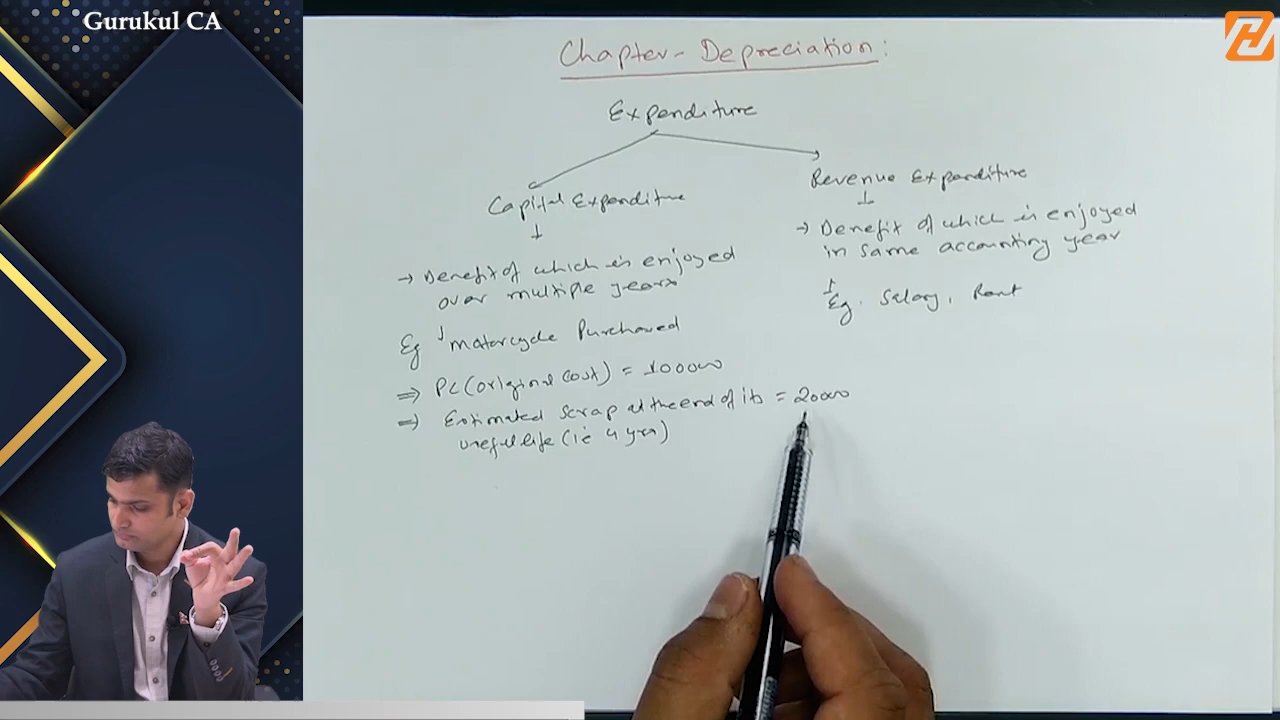 Gurukul CA
Chapter - Depreciation:
Expenditure
Capital Expenditure
→ Benefit of which is enjoyed
over multiple years
Eg motorcycle Purchased
⇒ PC (original cost) = 100000
⇒ Estimated scrap at the end of its = 20000
useful life (i.e 4 yrs)
Revenue Expenditure
→ Benefit of which is enjoyed
in same accounting year
Eg. Salary, Rent